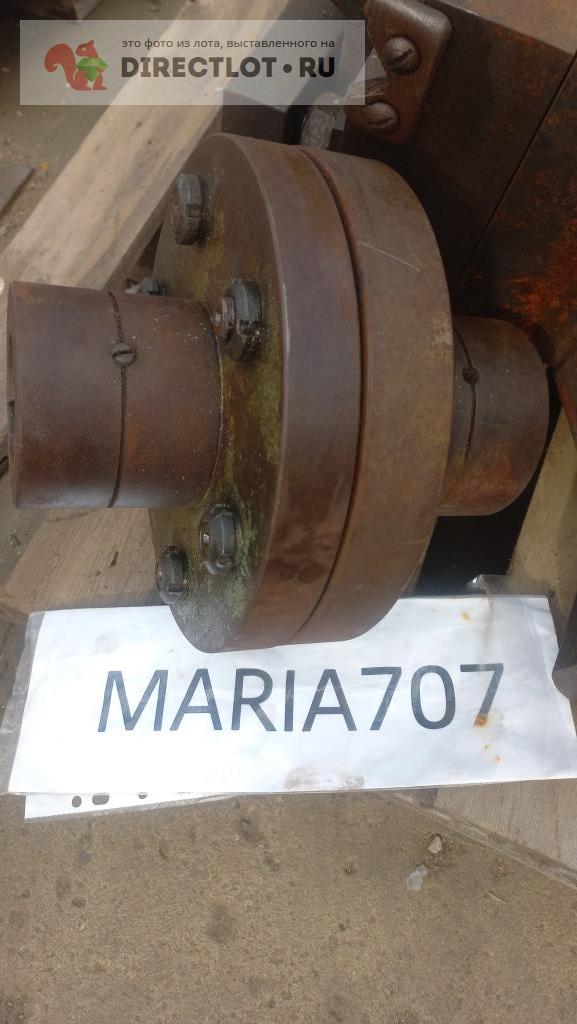 это фото из лота, выставленного на
DIRECTLOT•RU
MARIA707